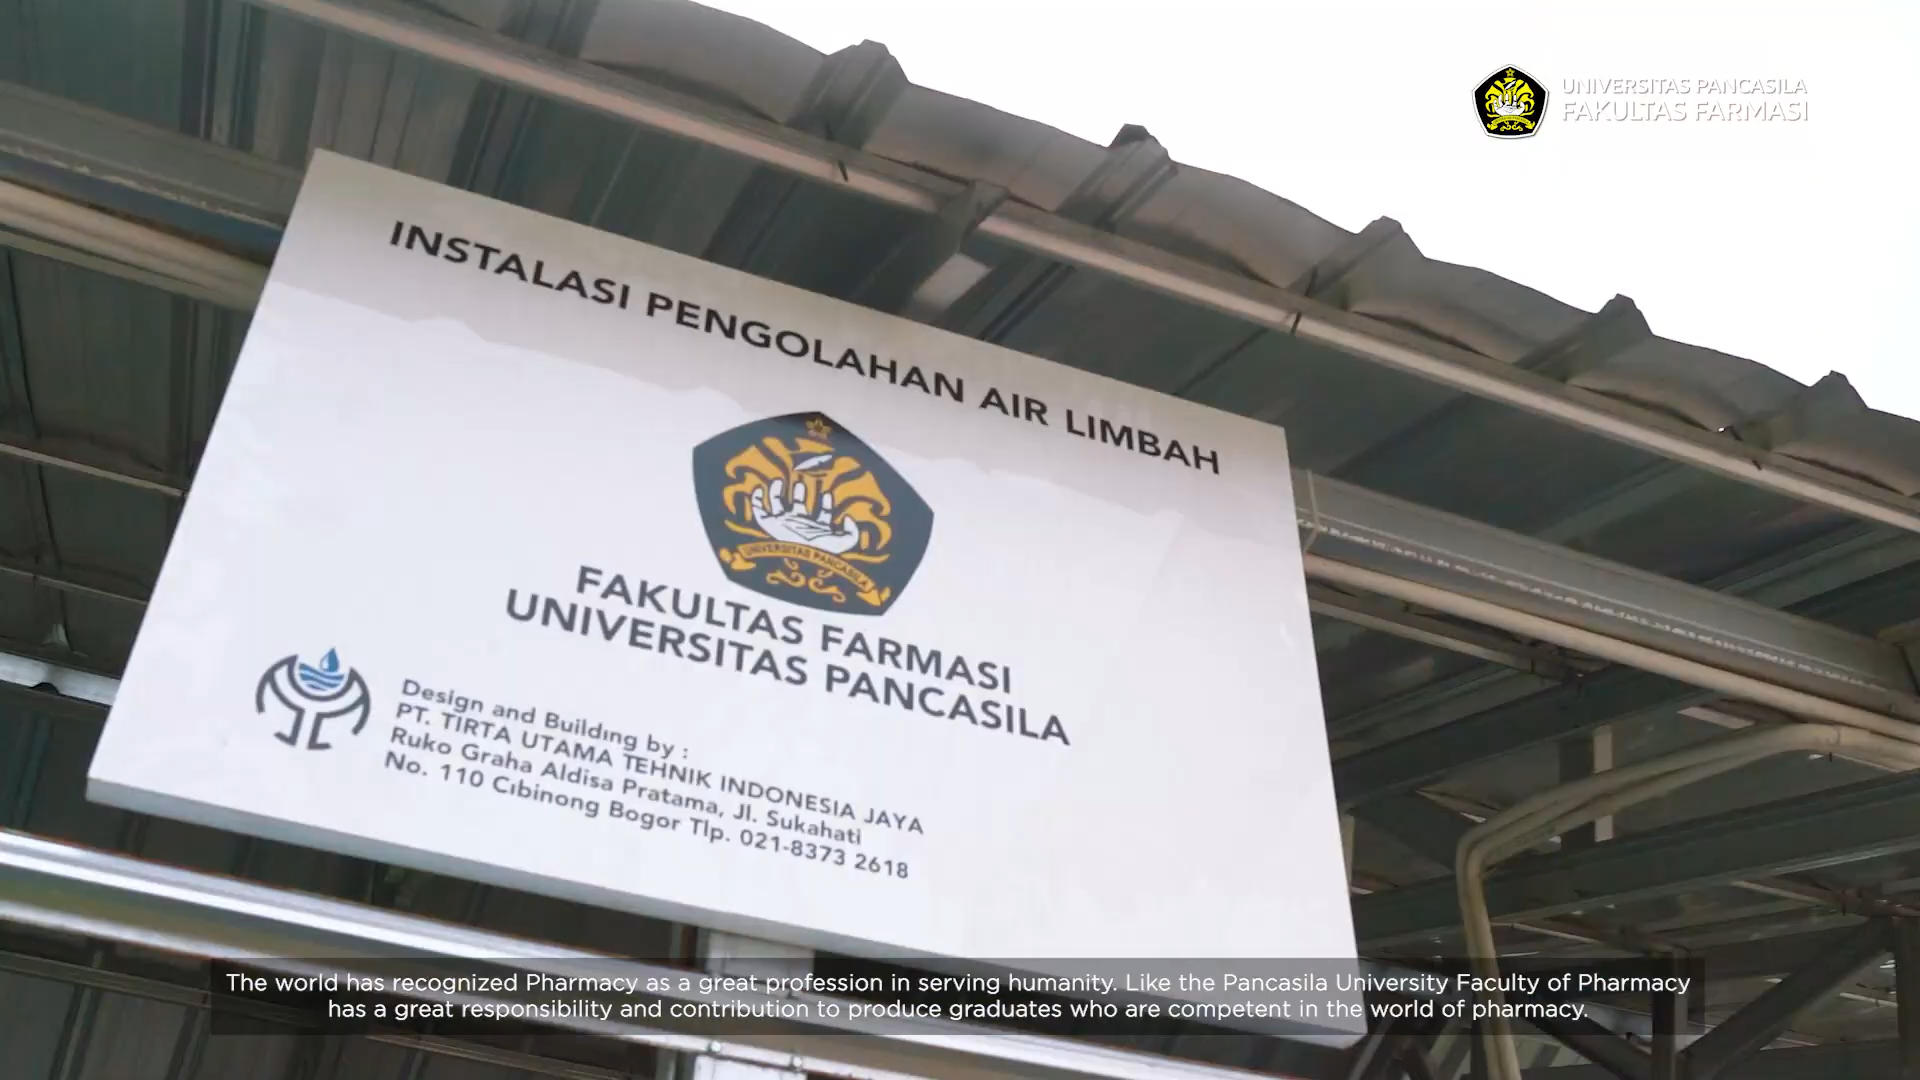 UNIVERSITAS PANCASILA
FAKULTAS FARMASI
INSTALASI PENGOLAHAN AIR LIMBAH
UNIVERSITAS PANCASILA
FAKULTAS FARMASI
UNIVERSITAS PANCASILA
Design and Building by :
PT. TIRTA UTAMA TEHNIK INDONESIA JAYA
Ruko Graha Aldisa Pratama, Jl. Sukahati
No. 110 Cibinong Bogor Tlp. 021-8373 2618
The world has recognized Pharmacy as a great profession in serving humanity. Like the Pancasila University Faculty of Pharmacy
has a great responsibility and contribution to produce graduates who are competent in the world of pharmacy.